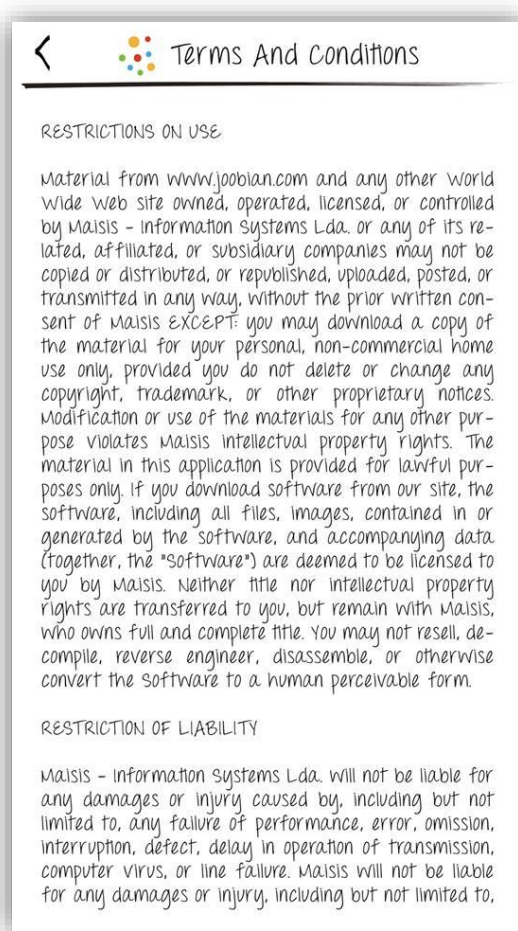 Terms And Conditions
RESTRICTIONS ON USE
Material from www.joobian.com and any other World
Wide Web site owned, operated, licensed, or controlled
by Maisis - Information Systems Lda. or any of its re-
lated, affiliated, or subsidiary companies may not be
copied or distributed, or republished, uploaded, posted, or
transmitted in any way, without the prior written con-
sent of Maisis EXCEPT: you may download a copy of
the material for your personal, non-commercial home
use only, provided you do not delete or change any
copyright, trademark, or other proprietary notices.
Modification or use of the materials for any other pur-
pose violates Maisis intellectual property rights. The
material in this application is provided for lawful pur-
poses only. If you download software from our site, the
software, including all files, images, contained in or
generated by the software, and accompanying data
(together, the "Software") are deemed to be licensed to
you by Maisis. Neither title nor intellectual property
rights are transferred to you, but remain with Maisis,
who owns full and complete title. You may not resell, de-
compile, reverse engineer, disassemble, or otherwise
convert the Software to a human perceivable form.
RESTRICTION OF LIABILITY
Maisis - Information Systems Lda. will not be liable for
any damages or injury caused by, including but not
limited to, any failure of performance, error, omission,
interruption, defect, delay in operation of transmission,
computer virus, or line failure. Maisis will not be liable
for any damages or injury, including but not limited to,